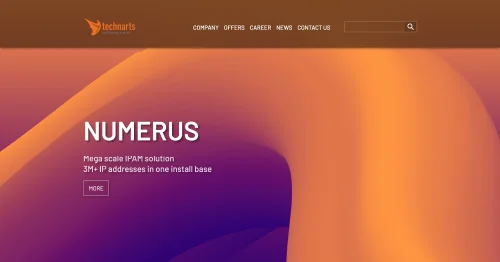 technarts
COMPANY OFFERS CAREER NEWS CONTACT US
NUMERUS
Mega scale IPAM solution
3M+ IP addresses in one install base
MORE